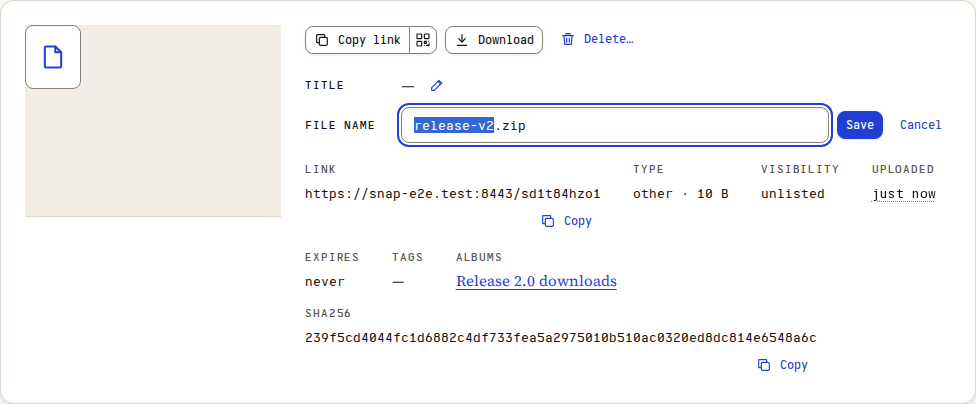 Copy link Download Delete…
TITLE —
FILE NAME release-v2.zip Save Cancel
LINK TYPE VISIBILITY UPLOADED
https://snap-e2e.test:8443/sd1t84hzo1 other · 10 B unlisted just now
Copy
EXPIRES TAGS ALBUMS
never — Release 2.0 downloads
SHA256
239f5cd4044fc1d6882c4df733fea5a2975010b510ac0320ed8dc814e6548a6c
Copy